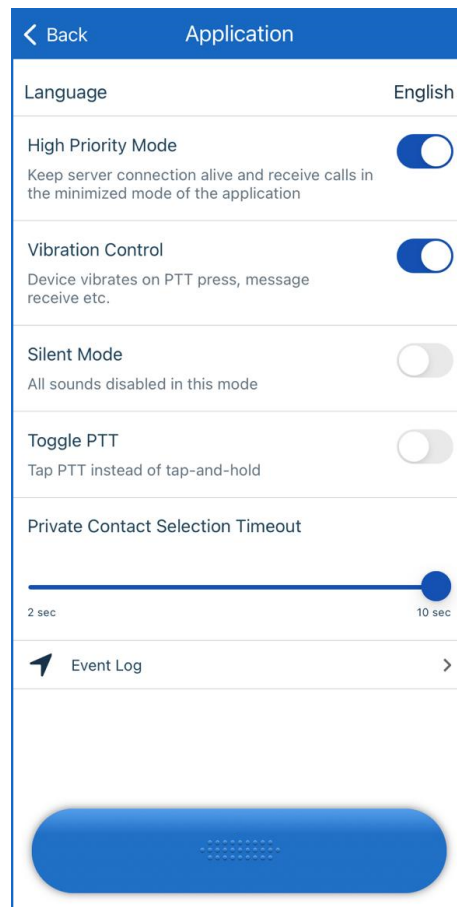 Back
Application
Language
English
High Priority Mode
Keep server connection alive and receive calls in
the minimized mode of the application
Vibration Control
Device vibrates on PTT press, message
receive etc.
Silent Mode
All sounds disabled in this mode
Toggle PTT
Tap PTT instead of tap-and-hold
Private Contact Selection Timeout
2 sec
10 sec
Event Log